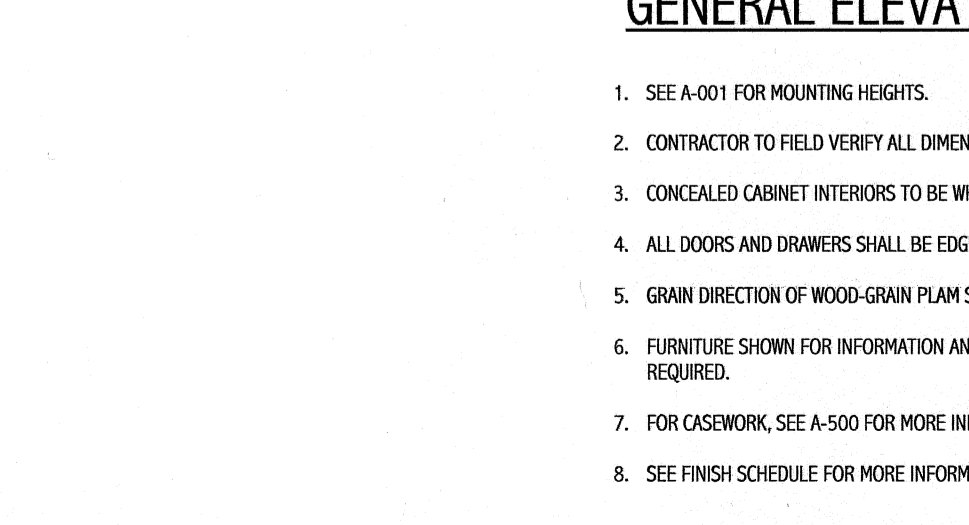 GENERAL ELEVA
1. SEE A-001 FOR MOUNTING HEIGHTS.
2. CONTRACTOR TO FIELD VERIFY ALL DIMEN
3. CONCEALED CABINET INTERIORS TO BE WH
4. ALL DOORS AND DRAWERS SHALL BE EDG
5. GRAIN DIRECTION OF WOOD-GRAIN PLAM S
6. FURNITURE SHOWN FOR INFORMATION AN
REQUIRED.
7. FOR CASEWORK, SEE A-500 FOR MORE IN
8. SEE FINISH SCHEDULE FOR MORE INFORM